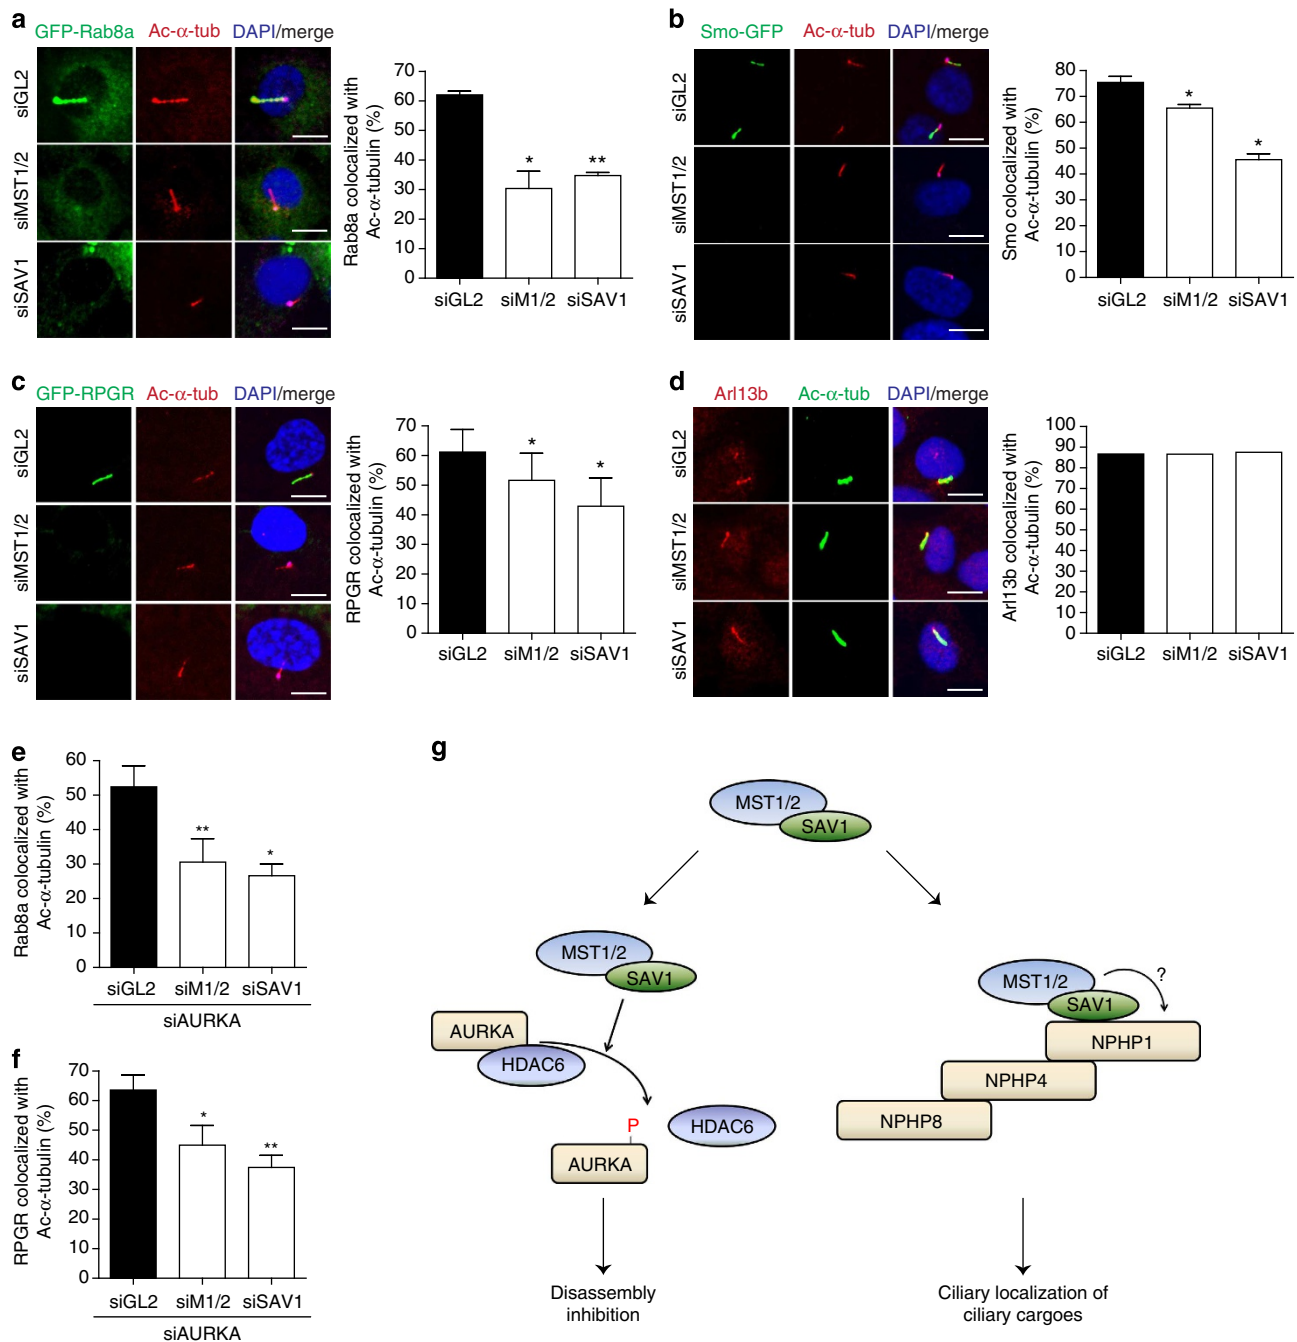 a
GFP-Rab8a Ac-α-tub DAPI/merge
siGL2
siMST1/2
siSAV1
Rab8a colocalized with
Ac-α-tubulin (%)
70
60
50
40
30
20
10
0
*
**
siGL2 siM1/2 siSAV1
b
Smo-GFP Ac-α-tub DAPI/merge
siGL2
siMST1/2
siSAV1
Smo colocalized with
Ac-α-tubulin (%)
80
70
60
50
40
30
20
10
0
*
*
siGL2 siM1/2 siSAV1
c
GFP-RPGR Ac-α-tub DAPI/merge
siGL2
siMST1/2
siSAV1
RPGR colocalized with
Ac-α-tubulin (%)
70
60
50
40
30
20
10
0
*
*
siGL2 siM1/2 siSAV1
d
Arl13b Ac-α-tub DAPI/merge
siGL2
siMST1/2
siSAV1
Arl13b colocalized with
Ac-α-tubulin (%)
100
90
80
70
60
50
40
30
20
10
0
siGL2 siM1/2 siSAV1
e
Rab8a colocalized with
Ac-α-tubulin (%)
60
50
40
30
20
10
0
**
*
siGL2 siM1/2 siSAV1
siAURKA
f
RPGR colocalized with
Ac-α-tubulin (%)
70
60
50
40
30
20
10
0
*
**
siGL2 siM1/2 siSAV1
siAURKA
g
MST1/2
SAV1
MST1/2
SAV1
AURKA
HDAC6
P
HDAC6
AURKA
Disassembly
inhibition
MST1/2
?
SAV1
NPHP1
NPHP4
NPHP8
Ciliary localization of
ciliary cargoes